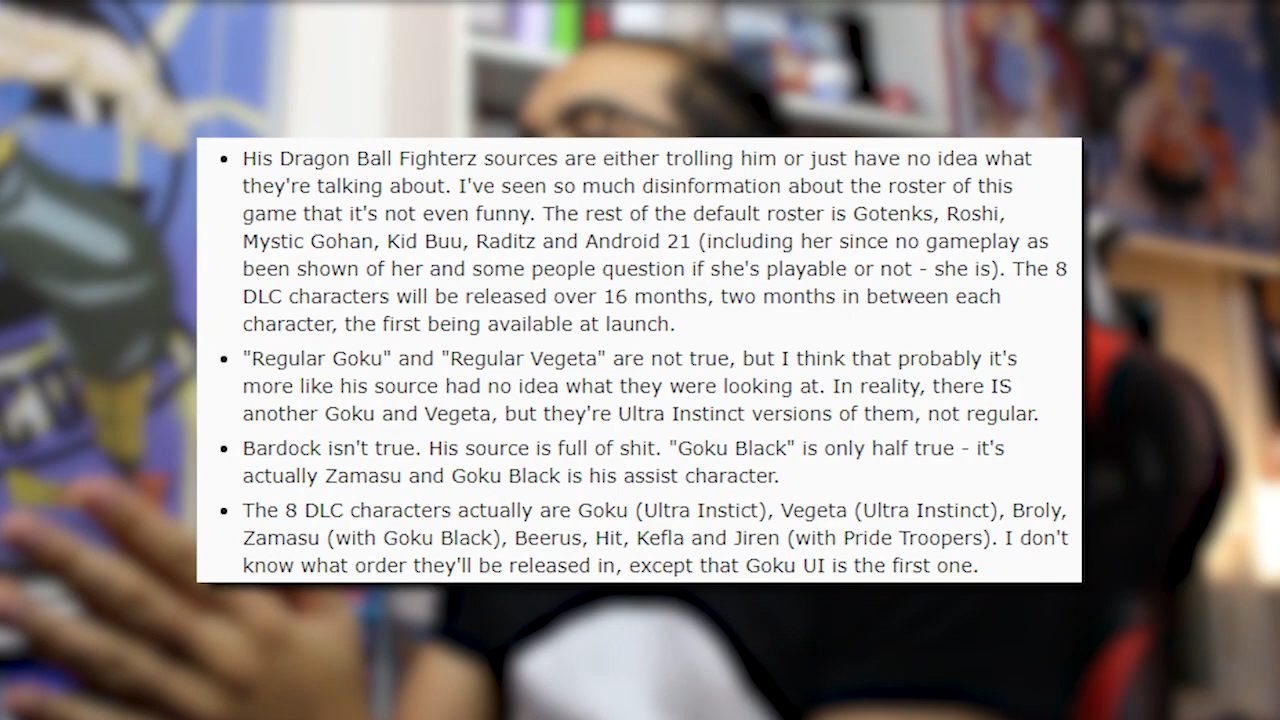 • His Dragon Ball Fighterz sources are either trolling him or just have no idea what
they're talking about. I've seen so much disinformation about the roster of this
game that it's not even funny. The rest of the default roster is Gotenks, Roshi,
Mystic Gohan, Kid Buu, Raditz and Android 21 (including her since no gameplay as
been shown of her and some people question if she's playable or not - she is). The 8
DLC characters will be released over 16 months, two months in between each
character, the first being available at launch.
• "Regular Goku" and "Regular Vegeta" are not true, but I think that probably it's
more like his source had no idea what they were looking at. In reality, there IS
another Goku and Vegeta, but they're Ultra Instinct versions of them, not regular.
• Bardock isn't true. His source is full of shit. "Goku Black" is only half true - it's
actually Zamasu and Goku Black is his assist character.
• The 8 DLC characters actually are Goku (Ultra Instict), Vegeta (Ultra Instinct), Broly,
Zamasu (with Goku Black), Beerus, Hit, Kefla and Jiren (with Pride Troopers). I don't
know what order they'll be released in, except that Goku UI is the first one.